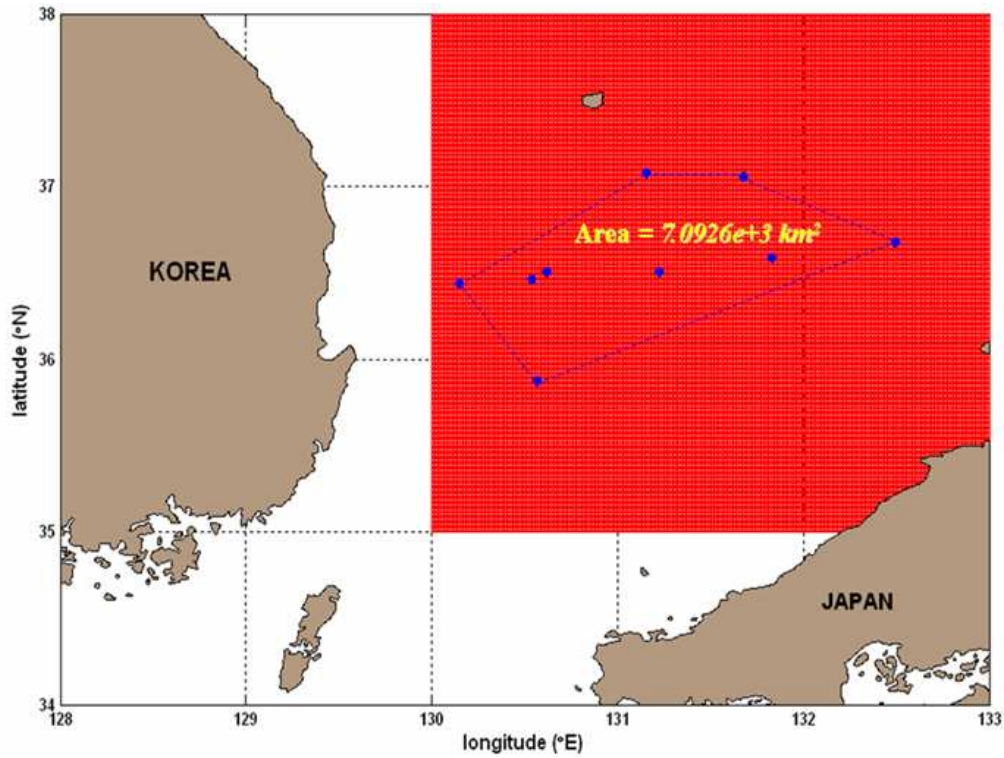 38
37
36
35
34
latitude (°N)
KOREA
Area = 7.0926e+3 km²
JAPAN
128
129
130
131
132
133
longitude (°E)